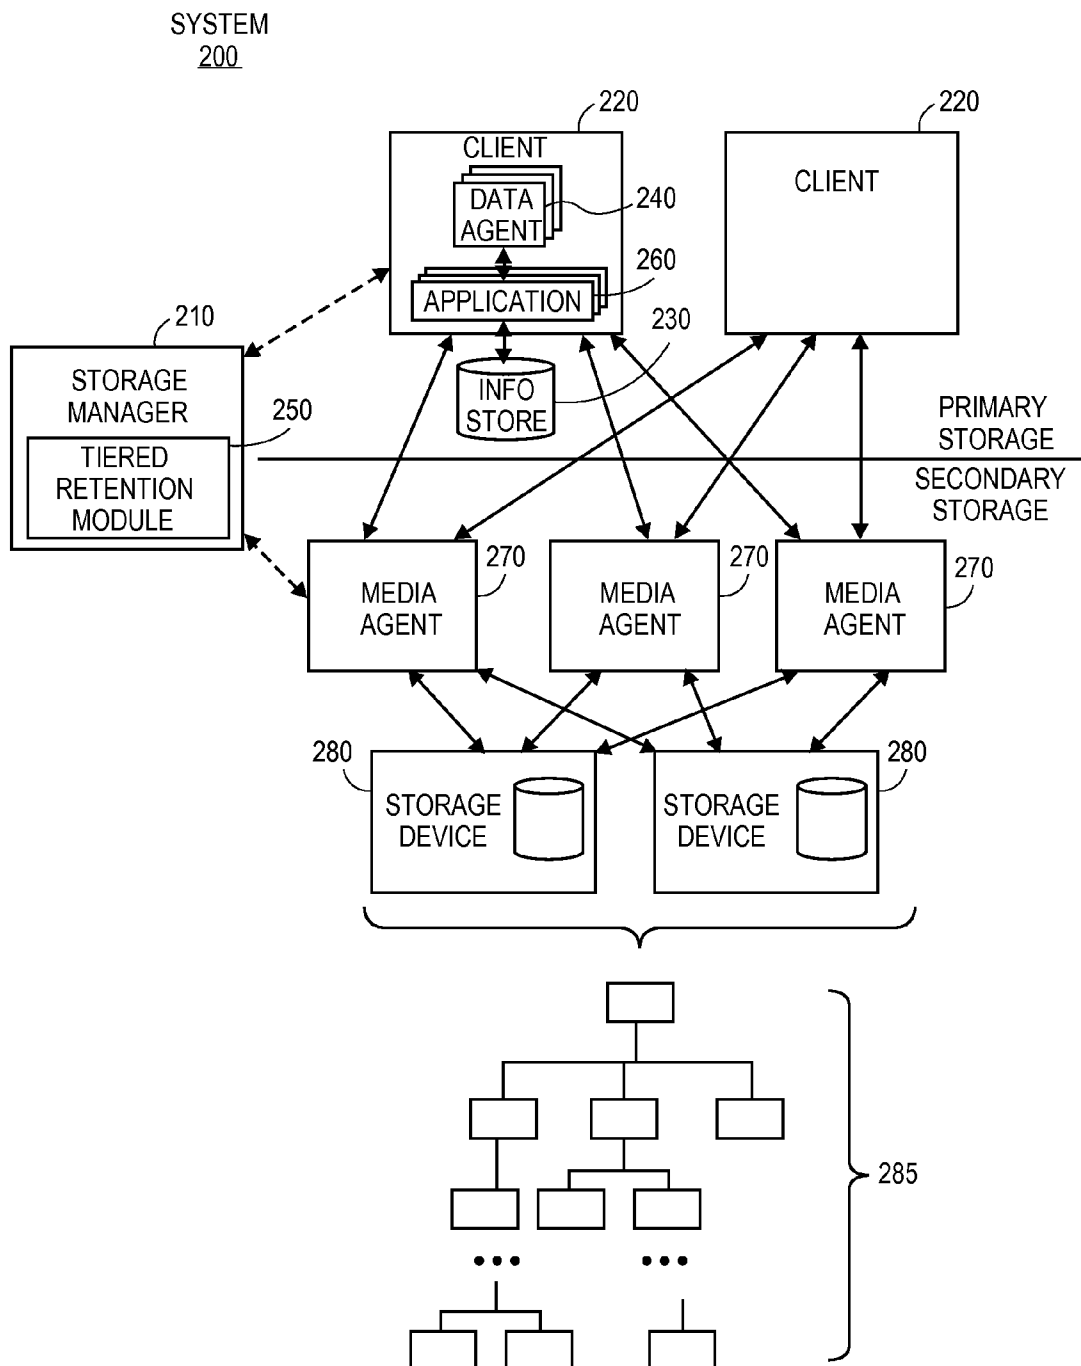 SYSTEM
200
220
220
CLIENT
DATA
AGENT
240
CLIENT
260
APPLICATION
210
230
STORAGE
MANAGER
250
INFO
STORE
TIERED
RETENTION
MODULE
PRIMARY
STORAGE
SECONDARY
STORAGE
270
270
270
MEDIA
AGENT
MEDIA
AGENT
MEDIA
AGENT
280
280
STORAGE
DEVICE
STORAGE
DEVICE
285